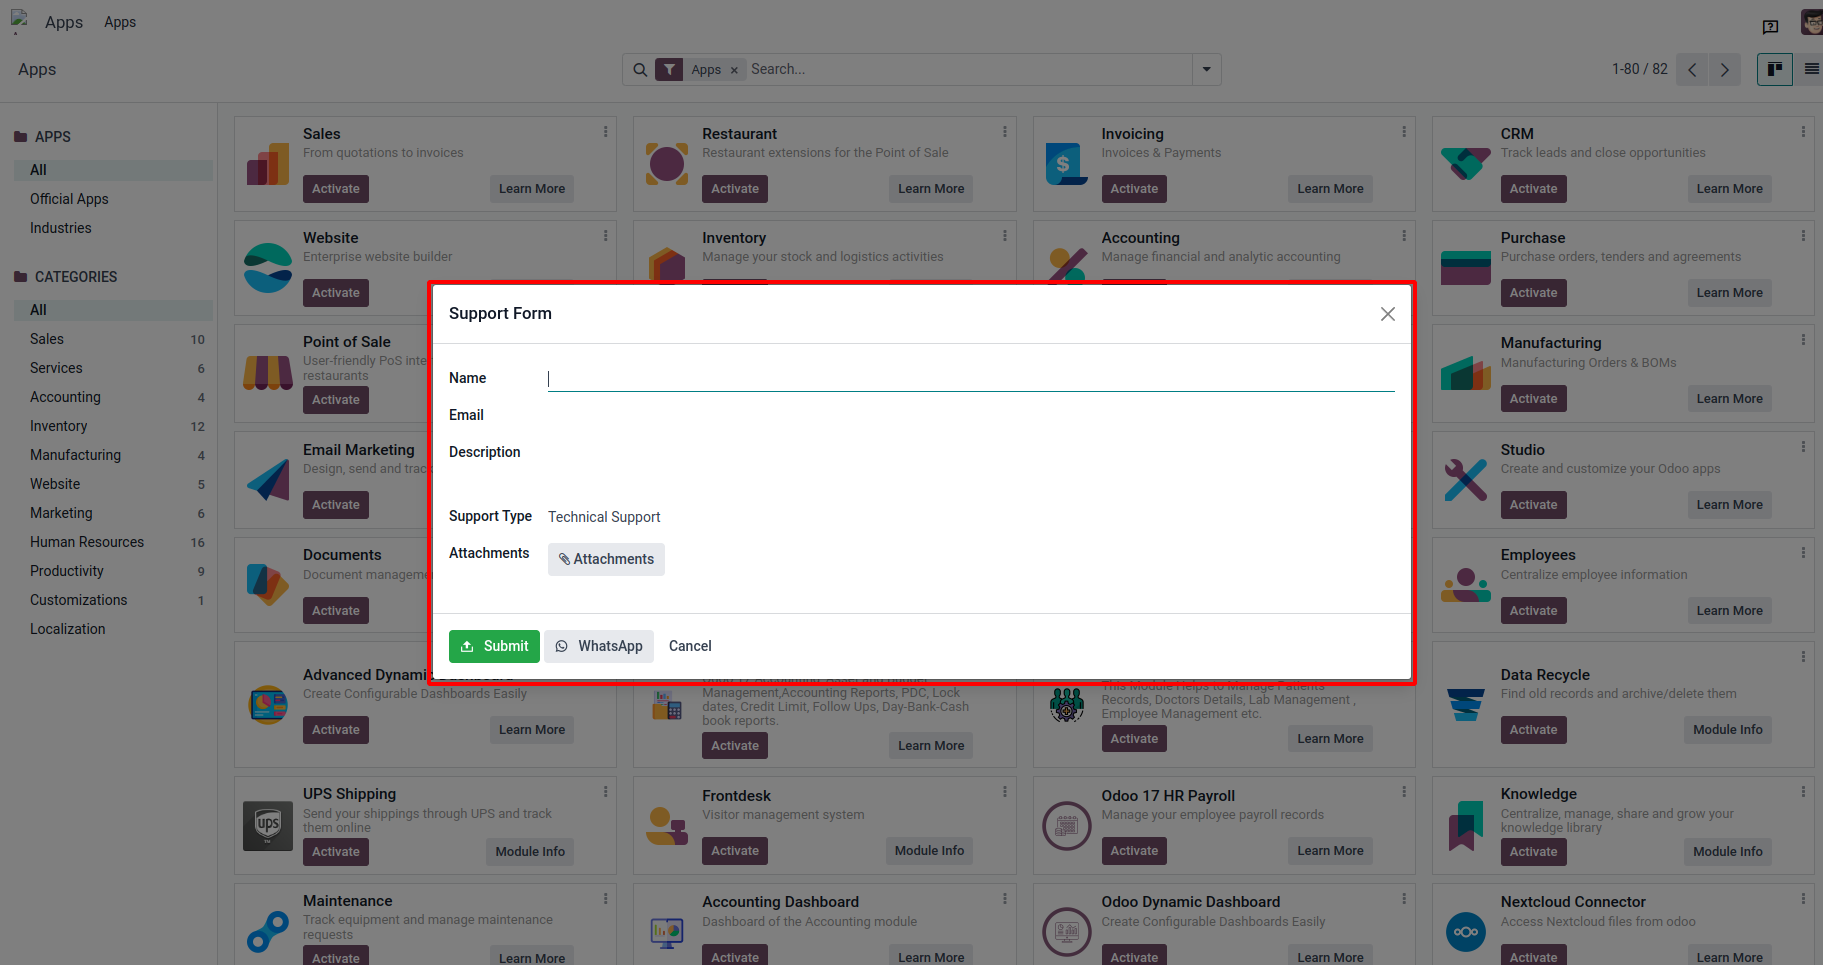 Apps Apps
Apps
Apps × Search...
1-80 / 82
APPS
All
Official Apps
Industries
CATEGORIES
All
Sales 10
Services 6
Accounting 4
Inventory 12
Manufacturing 4
Website 5
Marketing 6
Human Resources 16
Productivity 9
Customizations 1
Localization
Sales
From quotations to invoices
Activate Learn More
Restaurant
Restaurant extensions for the Point of Sale
Activate Learn More
Invoicing
Invoices & Payments
Activate Learn More
CRM
Track leads and close opportunities
Activate Learn More
Website
Enterprise website builder
Activate
Inventory
Manage your stock and logistics activities
Accounting
Manage financial and analytic accounting
Purchase
Purchase orders, tenders and agreements
Activate Learn More
Point of Sale
User-friendly PoS inte
restaurants
Activate
Manufacturing
Manufacturing Orders & BOMs
Activate Learn More
Email Marketing
Design, send and trac
Activate
Studio
Create and customize your Odoo apps
Activate Learn More
Documents
Document manageme
Activate
Employees
Centralize employee information
Activate Learn More
Support Form
Name
Email
Description
Support Type Technical Support
Attachments Attachments
Submit WhatsApp Cancel
Advanced Dynamic Dashboard
Create Configurable Dashboards Easily
Activate Learn More
Management,Accounting Reports, PDC, Lock
dates, Credit Limit, Follow Ups, Day-Bank-Cash
book reports.
Activate Learn More
This Module Helps to Manage Patients
Records, Doctors Details, Lab Management ,
Employee Management etc.
Activate Learn More
Data Recycle
Find old records and archive/delete them
Activate Module Info
ups
UPS Shipping
Send your shippings through UPS and track
them online
Activate Module Info
Frontdesk
Visitor management system
Activate Module Info
Odoo 17 HR Payroll
Manage your employee payroll records
Activate Learn More
Knowledge
Centralize, manage, share and grow your
knowledge library
Activate Module Info
Maintenance
Track equipment and manage maintenance
requests
Activate Learn More
Accounting Dashboard
Dashboard of the Accounting module
Activate Learn More
Odoo Dynamic Dashboard
Create Configurable Dashboards Easily
Activate Learn More
Nextcloud Connector
Access Nextcloud files from odoo
Activate Learn More